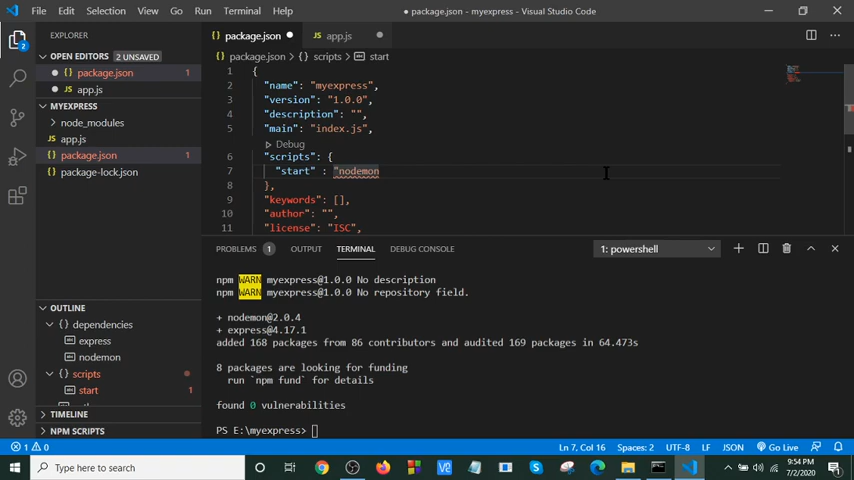 File Edit Selection View Go Run Terminal Help ● package.json - myexpress - Visual Studio Code
EXPLORER
{} package.json ●
JS app.js ●
OPEN EDITORS 2 UNSAVED
● {} package.json 1
● JS app.js
MYEXPRESS
> node_modules
JS app.js
{} package.json 1
{} package-lock.json
OUTLINE
{} dependencies
abc express
abc nodemon
{} scripts
abc start 1
TIMELINE
NPM SCRIPTS
{} package.json > {} scripts > abc start
1 {
2 "name": "myexpress",
3 "version": "1.0.0",
4 "description": "",
5 "main": "index.js",
▷ Debug
6 "scripts": {
7 "start" : "nodemon
8 },
9 "keywords": [],
10 "author": "",
11 "license": "ISC",
PROBLEMS 1 OUTPUT TERMINAL DEBUG CONSOLE 1: powershell
npm WARN myexpress@1.0.0 No description
npm WARN myexpress@1.0.0 No repository field.
+ nodemon@2.0.4
+ express@4.17.1
added 168 packages from 86 contributors and audited 169 packages in 64.473s
8 packages are looking for funding
run `npm fund` for details
found 0 vulnerabilities
PS E:\myexpress>
1 0 Ln 7, Col 16 Spaces: 2 UTF-8 LF JSON Go Live
Type here to search
9:54 PM
7/2/2020